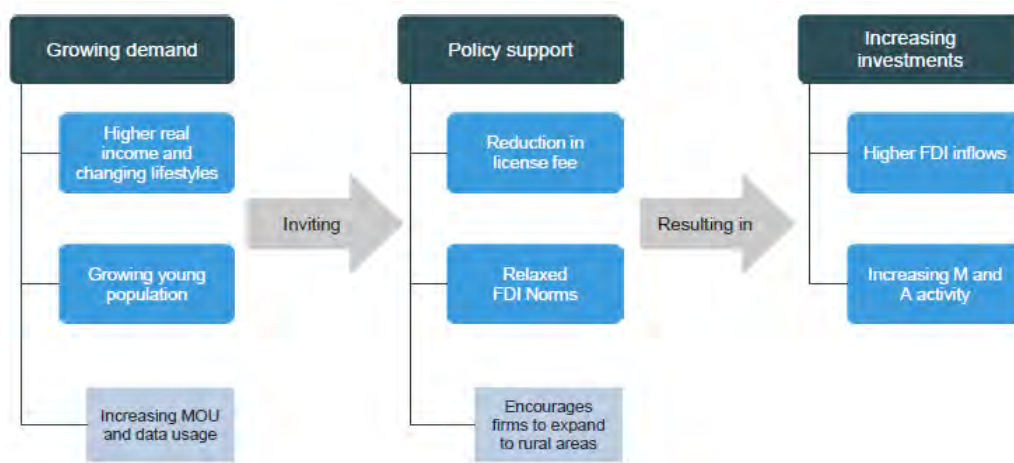 Growing demand
Higher real
income and
changing lifestyles
Growing young
population
Increasing MOU
and data usage
Inviting
Policy support
Reduction in
license fee
Relaxed
FDI Norms
Encourages
firms to expand
to rural areas
Resulting in
Increasing
investments
Higher FDI inflows
Increasing M and
A activity